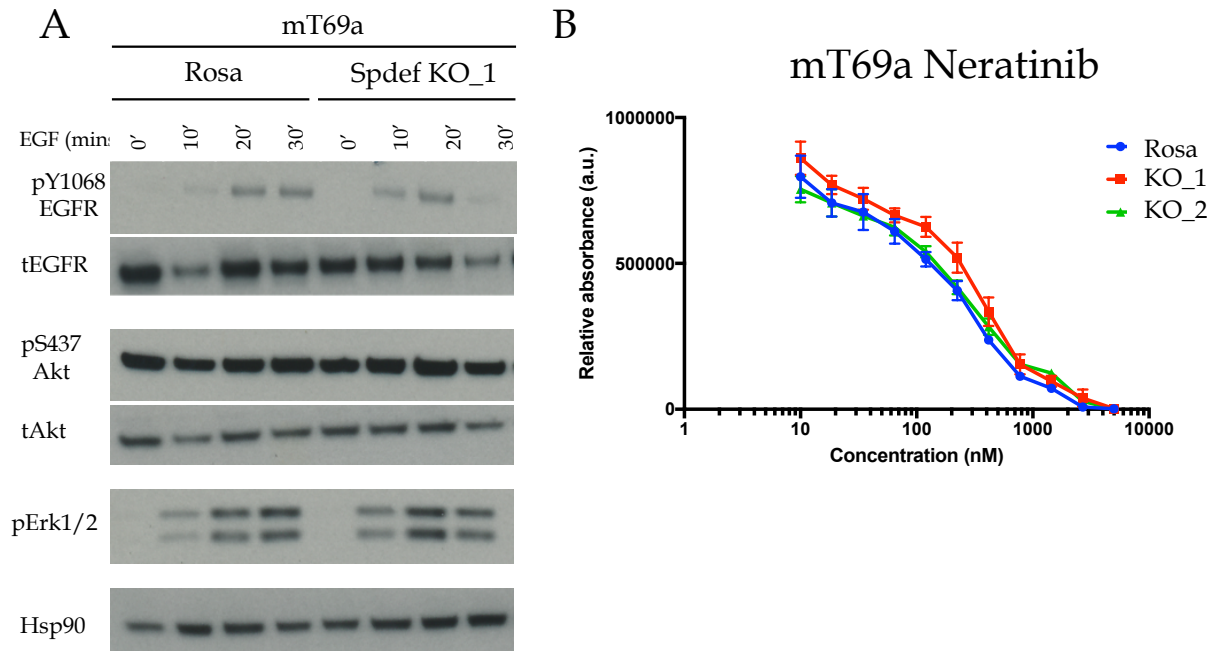 A
mT69a
Rosa Spdef KO_1
EGF (mins
0' 10' 20' 30' 0' 10' 20' 30'
pY1068
EGFR
tEGFR
pS437
Akt
tAkt
pErk1/2
Hsp90
B
mT69a Neratinib
1000000
500000
0
Relative absorbance (a.u.)
1 10 100 1000 10000
Concentration (nM)
Rosa
KO_1
KO_2